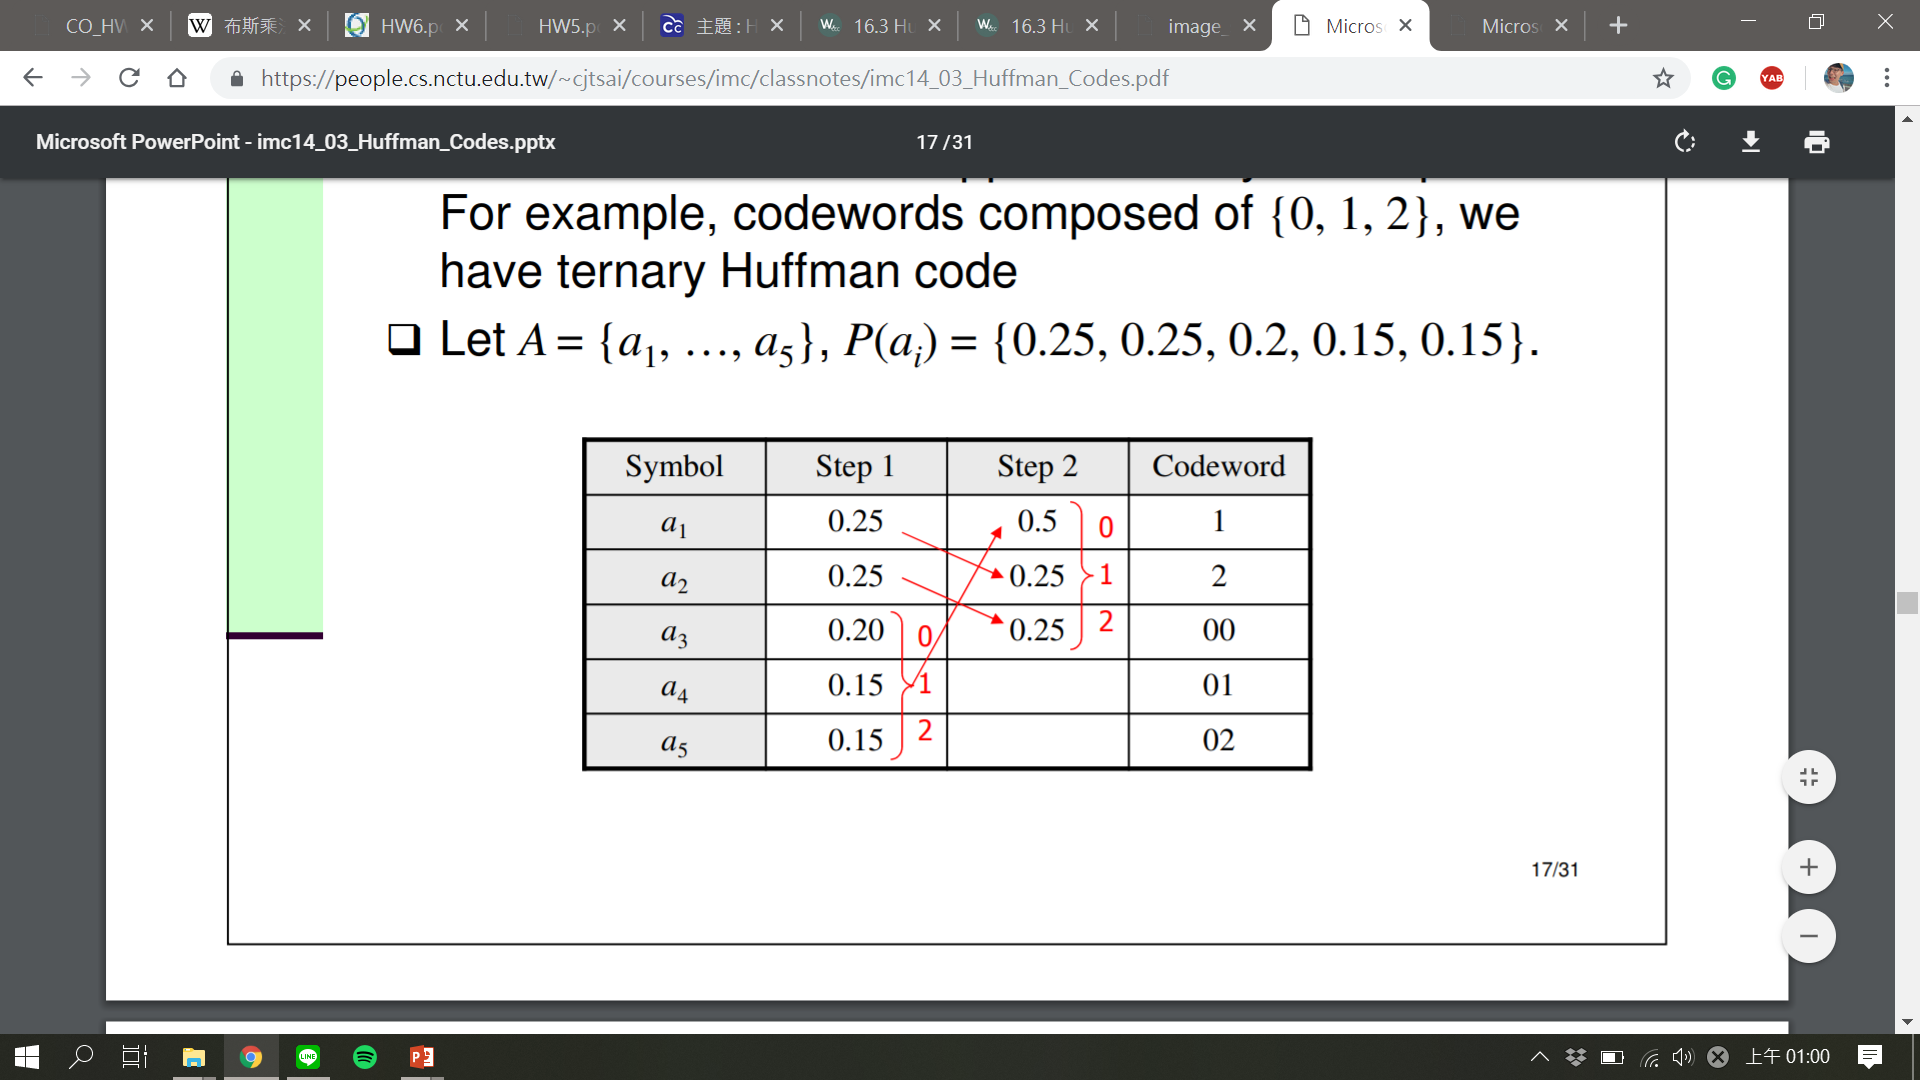 CO_HW
布斯乘
HW6.p
HW5.p
主題 : H
16.3 Hu
16.3 Hu
image_
Micros
Micros
https://people.cs.nctu.edu.tw/~cjtsai/courses/imc/classnotes/imc14_03_Huffman_Codes.pdf
YAB
Microsoft PowerPoint - imc14_03_Huffman_Codes.pptx
17 / 31
For example, codewords composed of {0, 1, 2}, we
have ternary Huffman code
❑ Let A = {a₁, …, a₅}, P(aᵢ) = {0.25, 0.25, 0.2, 0.15, 0.15}.
Symbol Step 1 Step 2 Codeword
a₁ 0.25 0.5 0 1
a₂ 0.25 0.25 1 2
a₃ 0.20 0 0.25 2 00
a₄ 0.15 1 01
a₅ 0.15 2 02
17/31
LINE
上午 01:00